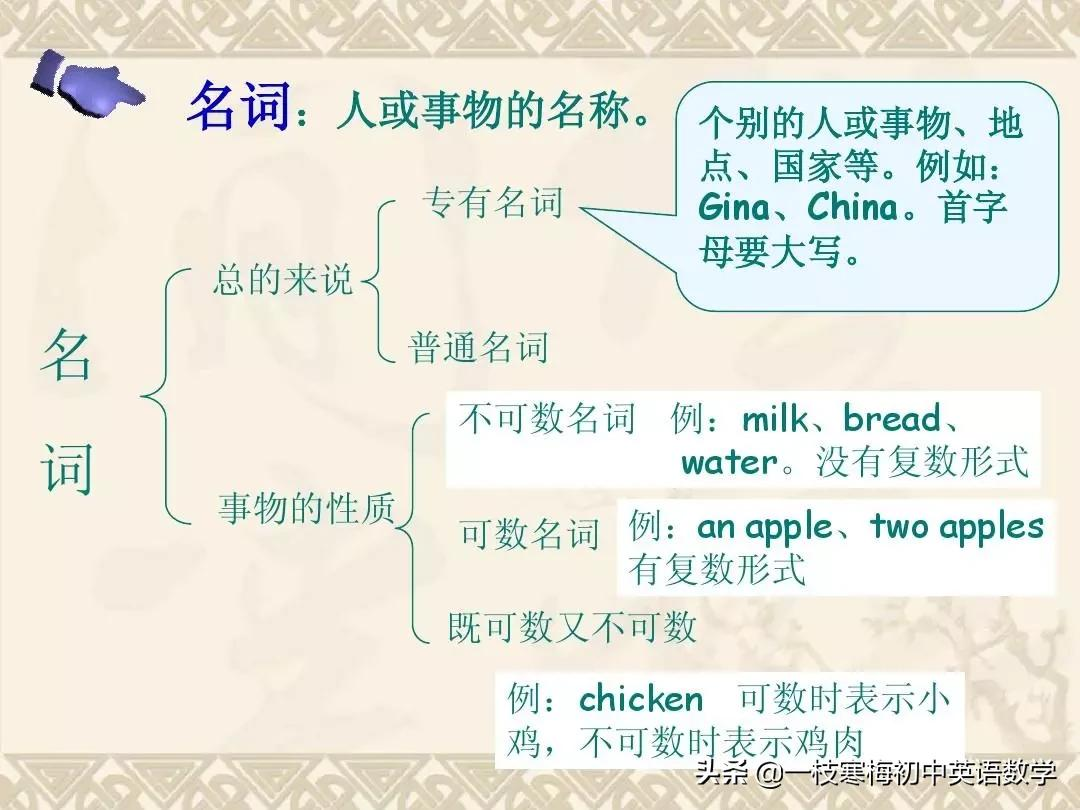 名词：人或事物的名称。
个别的人或事物、地
点、国家等。例如：
Gina、China。首字
母要大写。
专有名词
总的来说
普通名词
名
词
不可数名词 例：milk、bread、
water。没有复数形式
事物的性质
可数名词
例：an apple、two apples
有复数形式
既可数又不可数
例：chicken 可数时表示小
鸡，不可数时表示鸡肉
头条 @一枝寒梅初中英语数学